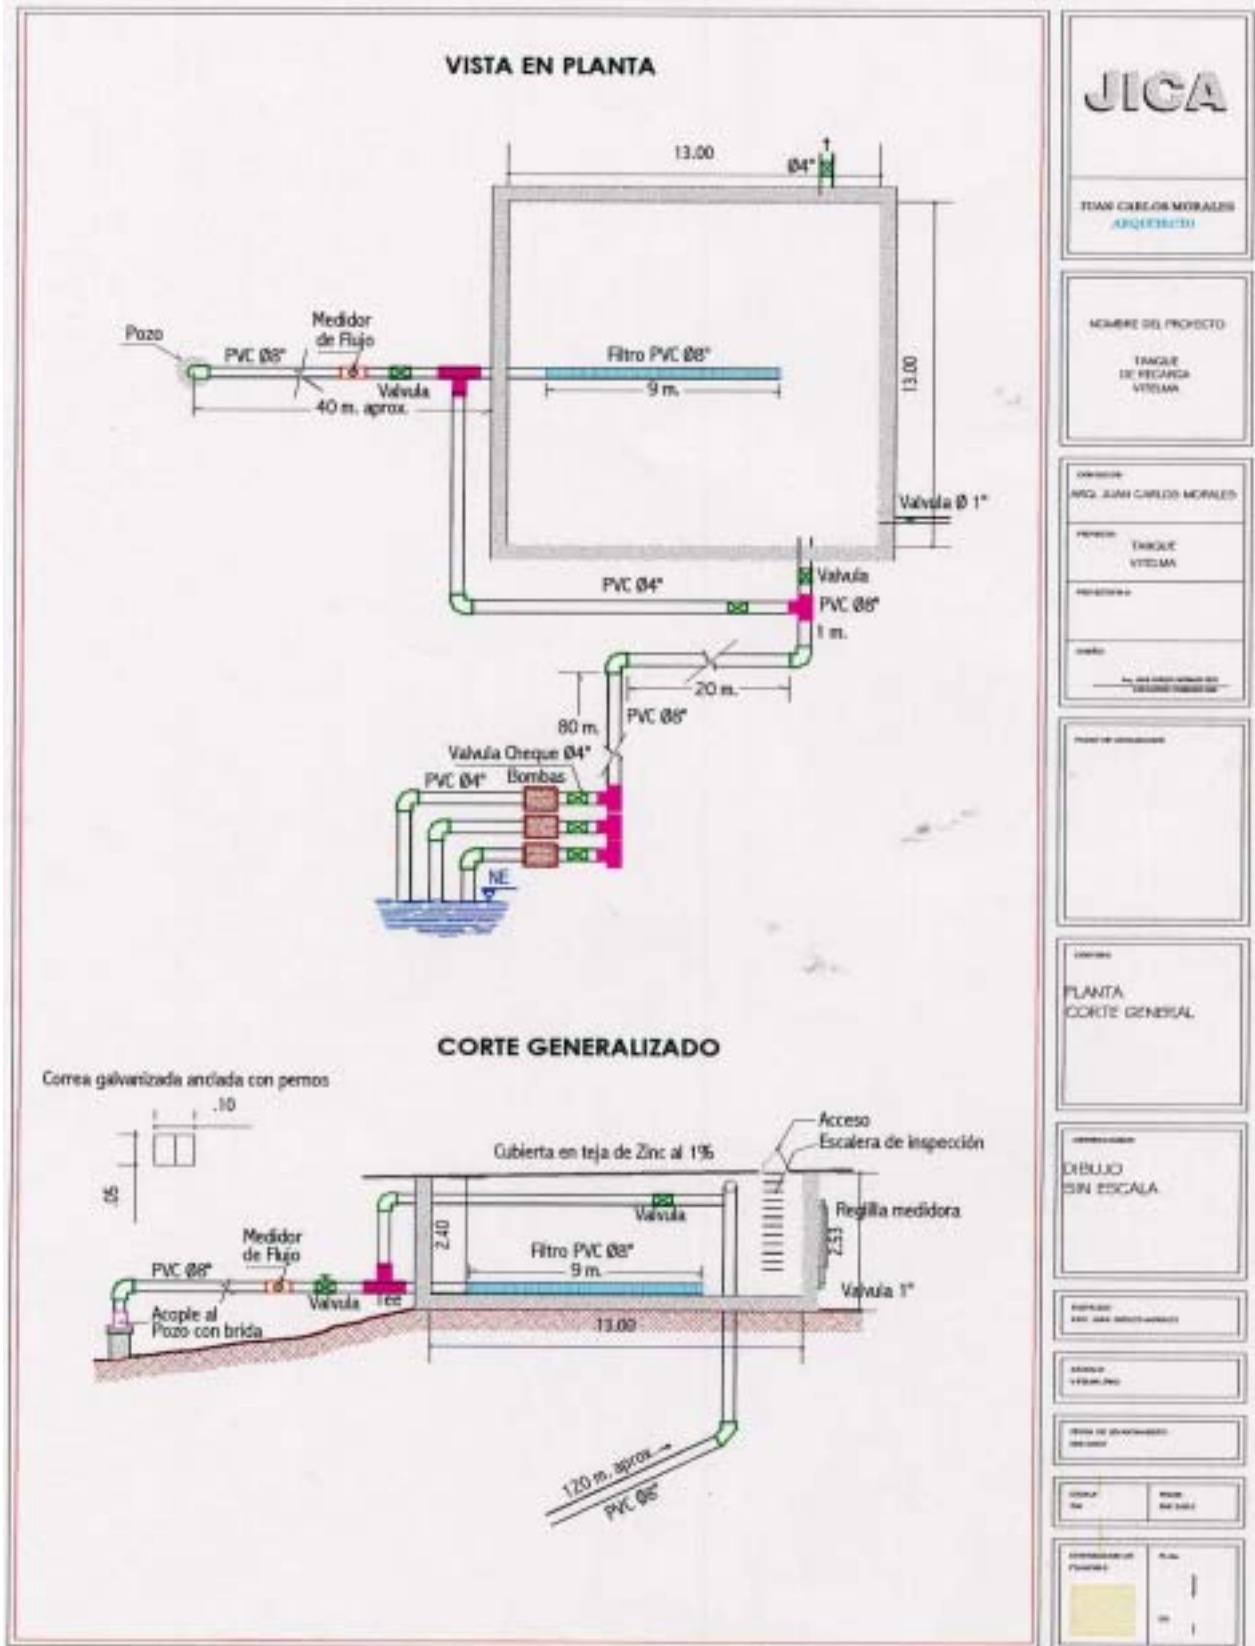 VISTA EN PLANTA
13.00
Ø4"
Pozo
PVC Ø8"
Medidor
de Flujo
Valvula
40 m. aprox.
Filtro PVC Ø8"
9 m.
13.00
Valvula Ø 1"
PVC Ø4"
Valvula
PVC Ø8"
1 m.
20 m.
80 m.
PVC Ø8"
Valvula Cheque Ø4"
PVC Ø4"
Bombas
NE
CORTE GENERALIZADO
Correa galvanizada anclada con pernos
.10
.05
Cubierta en teja de Zinc al 1%
Acceso
Escalera de inspección
Valvula
Regilla medidora
2.40
2.53
Medidor
de Flujo
PVC Ø8"
Filtro PVC Ø8"
9 m.
Valvula
Tee
Valvula 1"
Acople al
Pozo con brida
13.00
120 m. aprox
PVC Ø8"
JICA
JUAN CARLOS MORALES
ARQUITECTO
NOMBRE DEL PROYECTO
TANQUE
DE RECARGA
VITELMA
ARQ. JUAN CARLOS MORALES
TANQUE
VITELMA
PLANTA
CORTE GENERAL
DIBUJO
SIN ESCALA